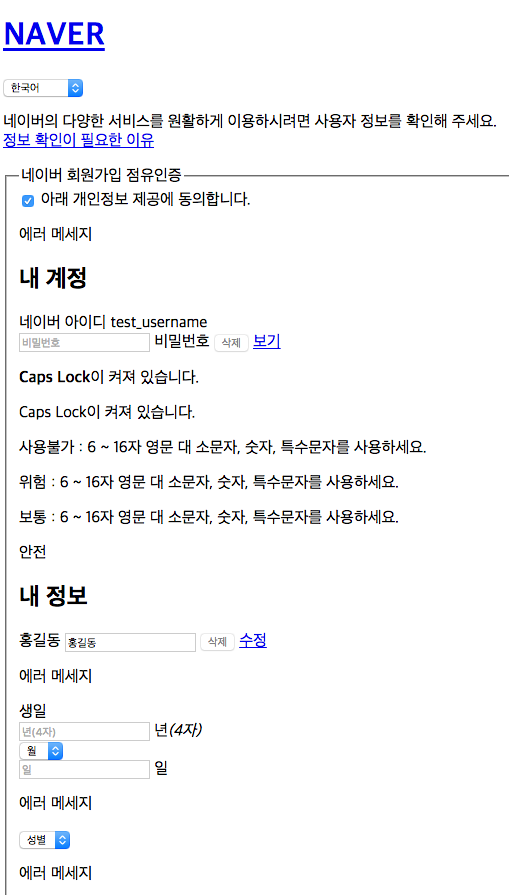 NAVER
한국어
네이버의 다양한 서비스를 원활하게 이용하시려면 사용자 정보를 확인해 주세요.
정보 확인이 필요한 이유
네이버 회원가입 점유인증
아래 개인정보 제공에 동의합니다.
에러 메세지
내 계정
네이버 아이디 test_username
비밀번호 비밀번호 삭제 보기
Caps Lock이 켜져 있습니다.
Caps Lock이 켜져 있습니다.
사용불가 : 6 ~ 16자 영문 대 소문자, 숫자, 특수문자를 사용하세요.
위험 : 6 ~ 16자 영문 대 소문자, 숫자, 특수문자를 사용하세요.
보통 : 6 ~ 16자 영문 대 소문자, 숫자, 특수문자를 사용하세요.
안전
내 정보
홍길동 홍길동 삭제 수정
에러 메세지
생일
년(4자) 년(4자)
월
일 일
에러 메세지
성별
에러 메세지